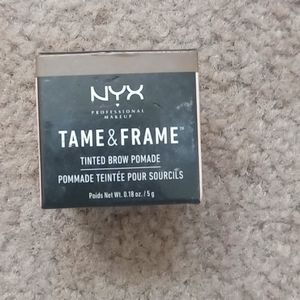 NYX
PROFESSIONAL
MAKEUP
TAME&FRAME™
TINTED BROW POMADE
POMMADE TEINTÉE POUR SOURCILS
Poids Net Wt. 0.18 oz. / 5 g